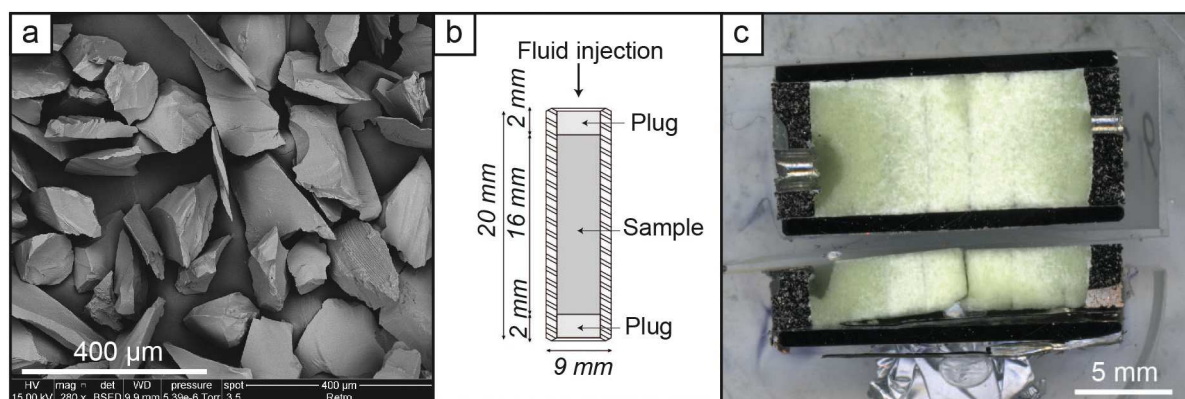 a
400 µm
HV
mag
det
WD
pressure
spot
400 µm
15.00 kV
280 x
BSED
9.9 mm
5.39e-6 Torr
3.5
Retro
b
Fluid injection
2 mm
Plug
20 mm
16 mm
Sample
2 mm
Plug
9 mm
c
5 mm